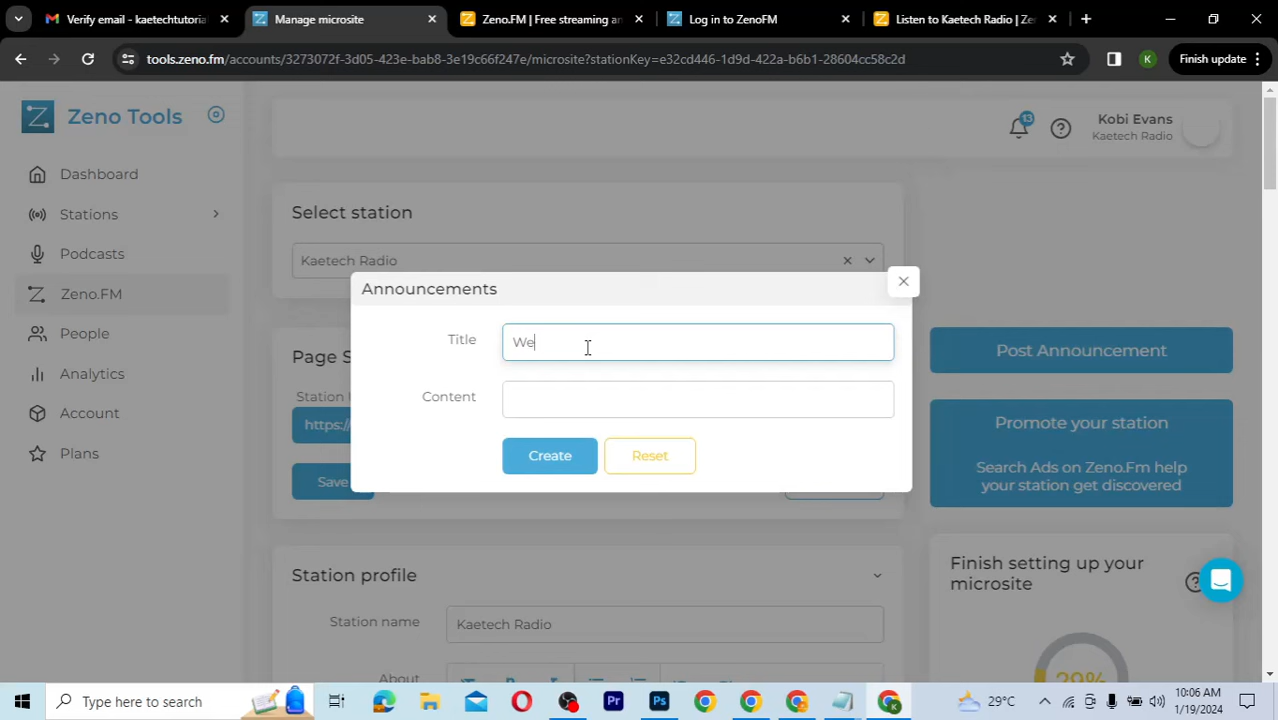 Verify email - kaetechtutoria
Manage microsite
Zeno.FM | Free streaming an
Log in to ZenoFM
Listen to Kaetech Radio | Ze
tools.zeno.fm/accounts/3273072f-3d05-423e-bab8-3e19c66f247e/microsite?stationKey=e32cd446-1d9d-422a-b6b1-28604cc58c2d
K
Finish update
Zeno Tools
13
Kobi Evans
Kaetech Radio
Dashboard
Stations
Podcasts
Zeno.FM
People
Analytics
Account
Plans
Select station
Kaetech Radio
Announcements
Title
We
Content
Create
Reset
Page S
Station
https://
Save
Post Announcement
Promote your station
Search Ads on Zeno.Fm help
your station get discovered
Station profile
Station name
Kaetech Radio
About
Finish setting up your
microsite
29%
Type here to search
Pr
Ps
K
29°C
10:06 AM
1/19/2024